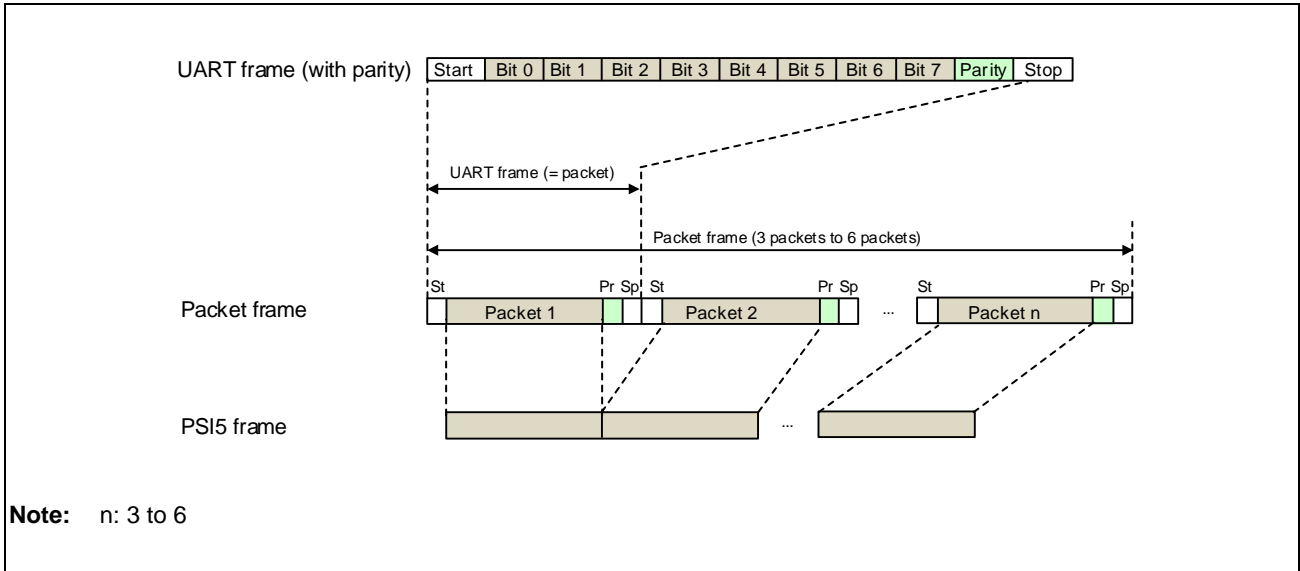 UART frame (with parity) Start Bit 0 Bit 1 Bit 2 Bit 3 Bit 4 Bit 5 Bit 6 Bit 7 Parity Stop
UART frame (= packet)
Packet frame (3 packets to 6 packets)
St Pr Sp St Pr Sp St Pr Sp
Packet frame Packet 1 Packet 2 ... Packet n
PSI5 frame ...
Note: n: 3 to 6